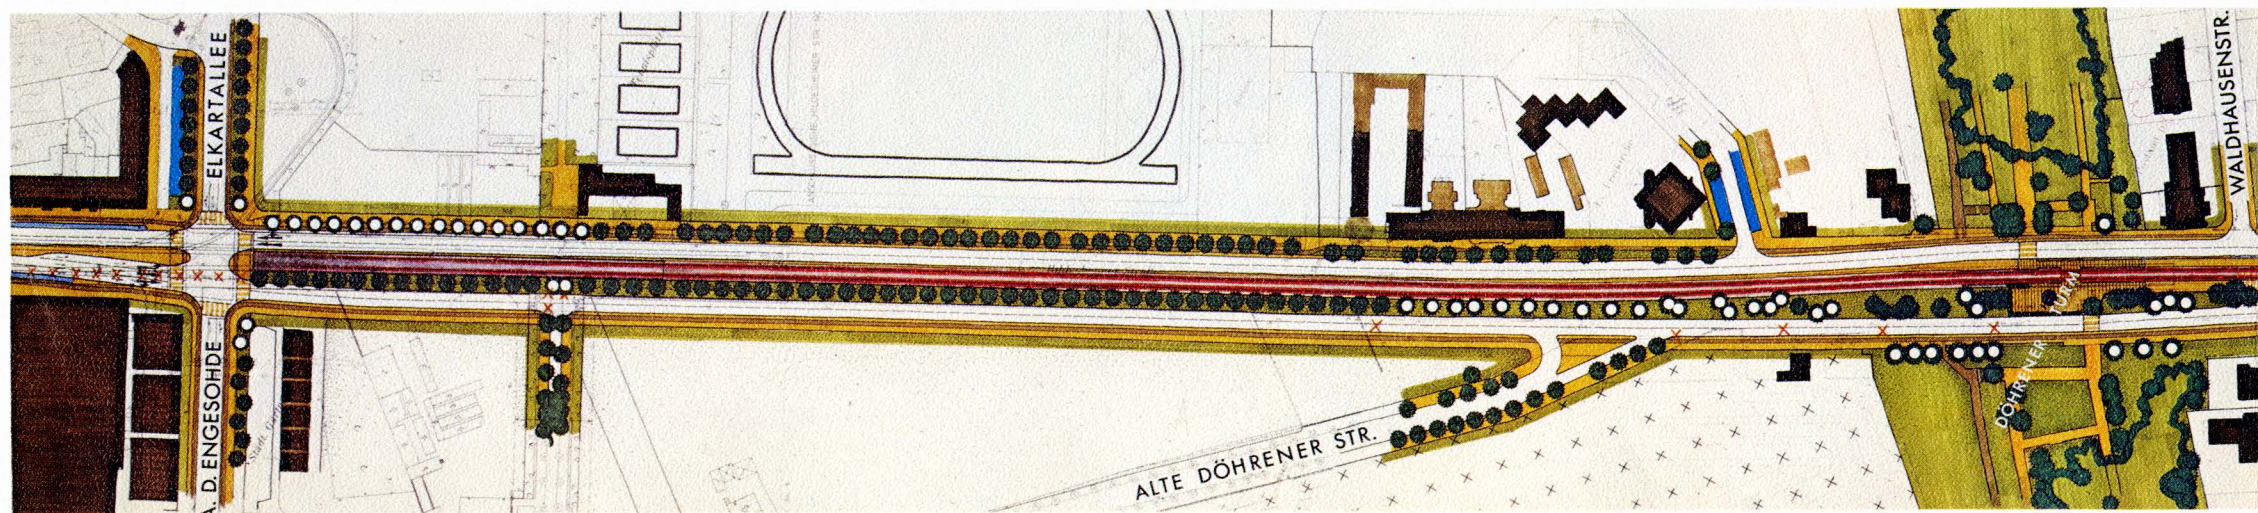 ELKARTALLEE
WALDHAUSENSTR.
DÖHRENER TURM
A. D. ENGESOHDE
ALTE DÖHRENER STR.